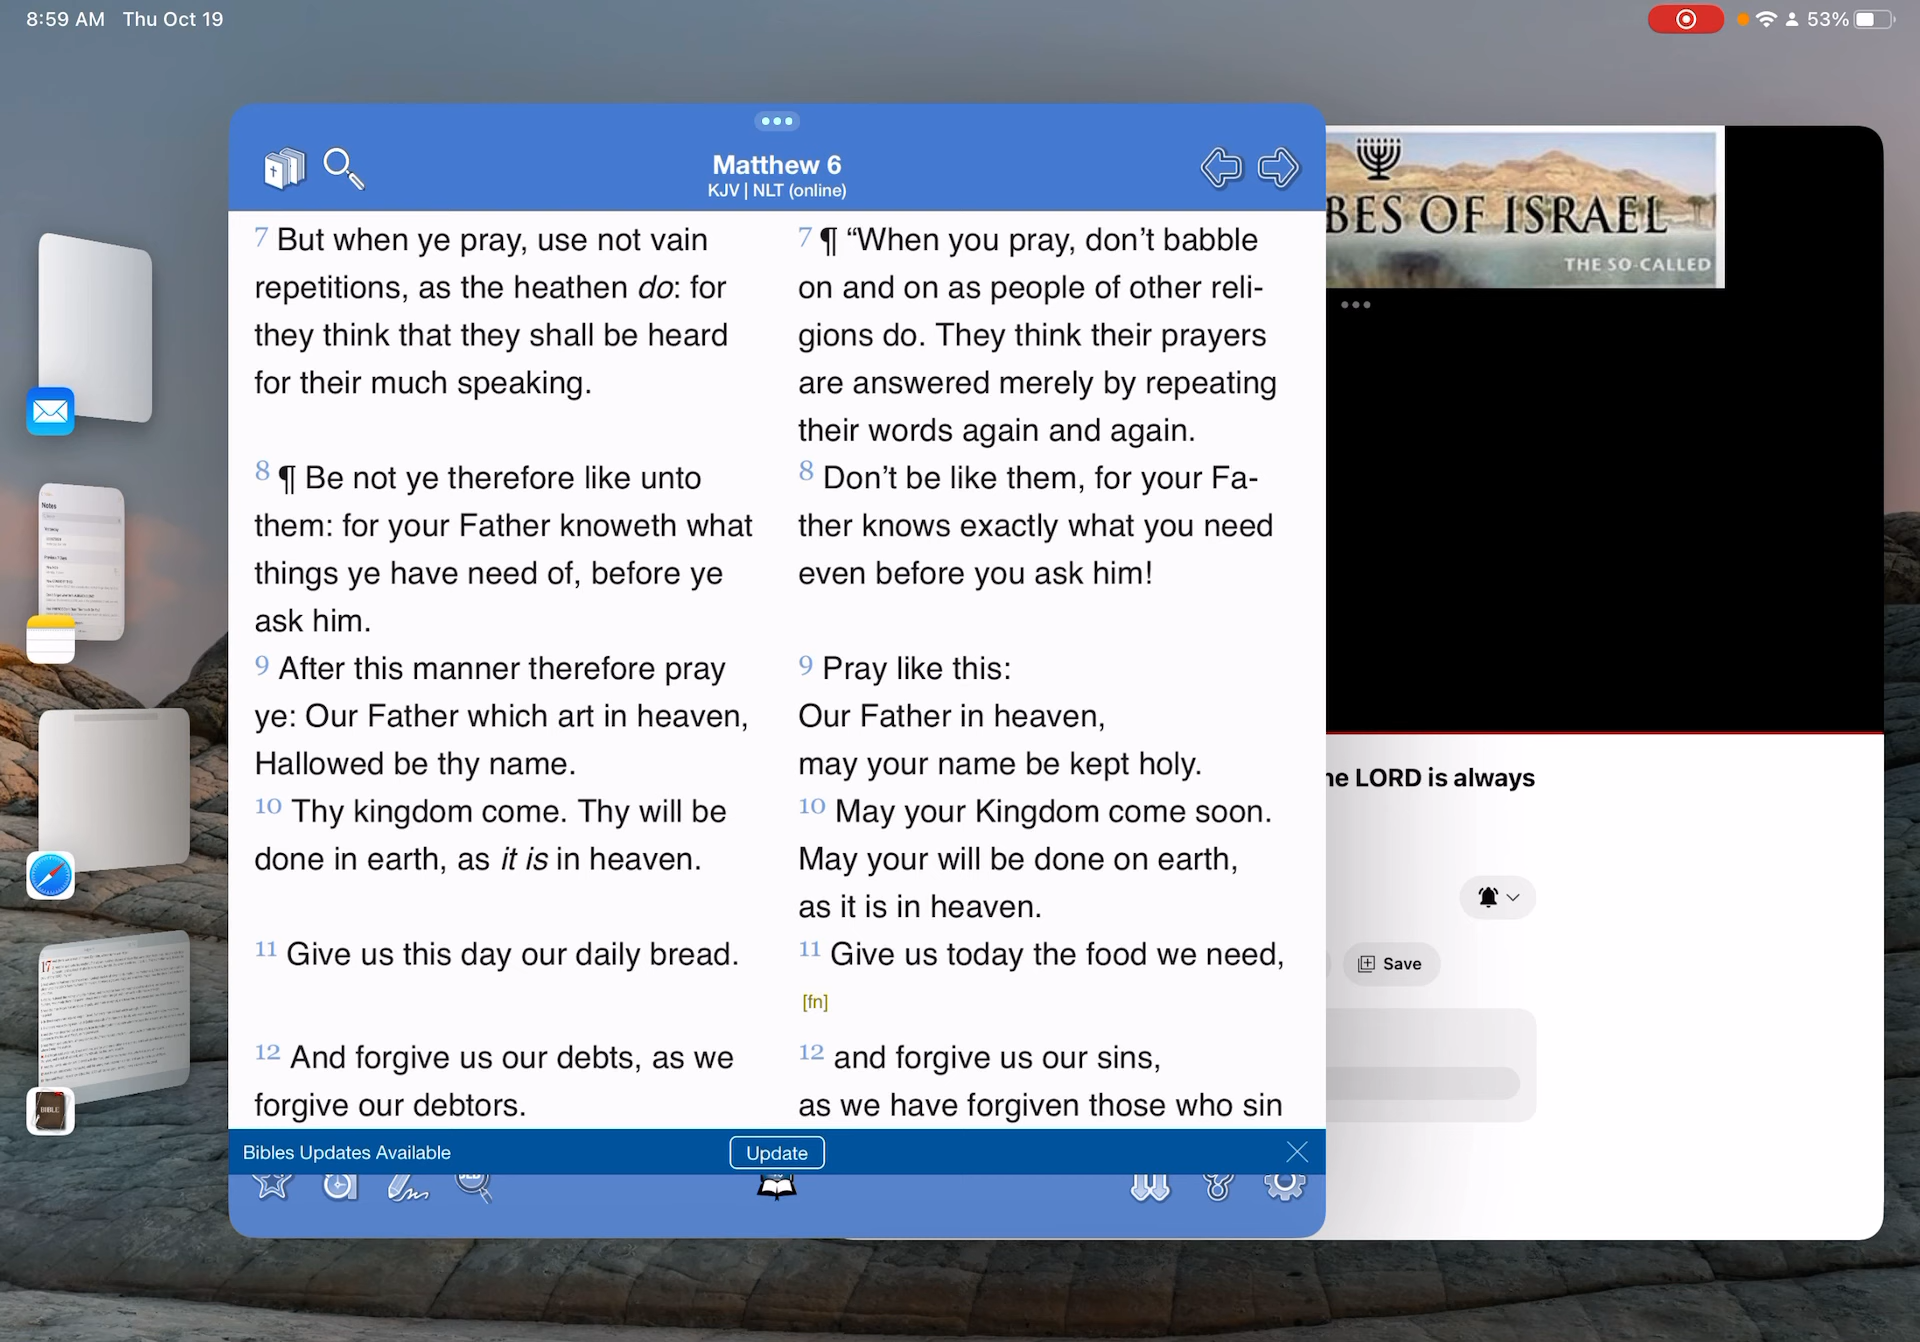 8:59 AM Thu Oct 19
53%
Matthew 6
KJV | NLT (online)
7 But when ye pray, use not vain
repetitions, as the heathen do: for
they think that they shall be heard
for their much speaking.
8 ¶ Be not ye therefore like unto
them: for your Father knoweth what
things ye have need of, before ye
ask him.
9 After this manner therefore pray
ye: Our Father which art in heaven,
Hallowed be thy name.
10 Thy kingdom come. Thy will be
done in earth, as it is in heaven.
11 Give us this day our daily bread.
12 And forgive us our debts, as we
forgive our debtors.
7 ¶ “When you pray, don’t babble
on and on as people of other reli-
gions do. They think their prayers
are answered merely by repeating
their words again and again.
8 Don’t be like them, for your Fa-
ther knows exactly what you need
even before you ask him!
9 Pray like this:
Our Father in heaven,
may your name be kept holy.
10 May your Kingdom come soon.
May your will be done on earth,
as it is in heaven.
11 Give us today the food we need,
[fn]
12 and forgive us our sins,
as we have forgiven those who sin
Bibles Updates Available
Update
BES OF ISRAEL
THE SO-CALLED
he LORD is always
Save
Notes
17
BIBLE